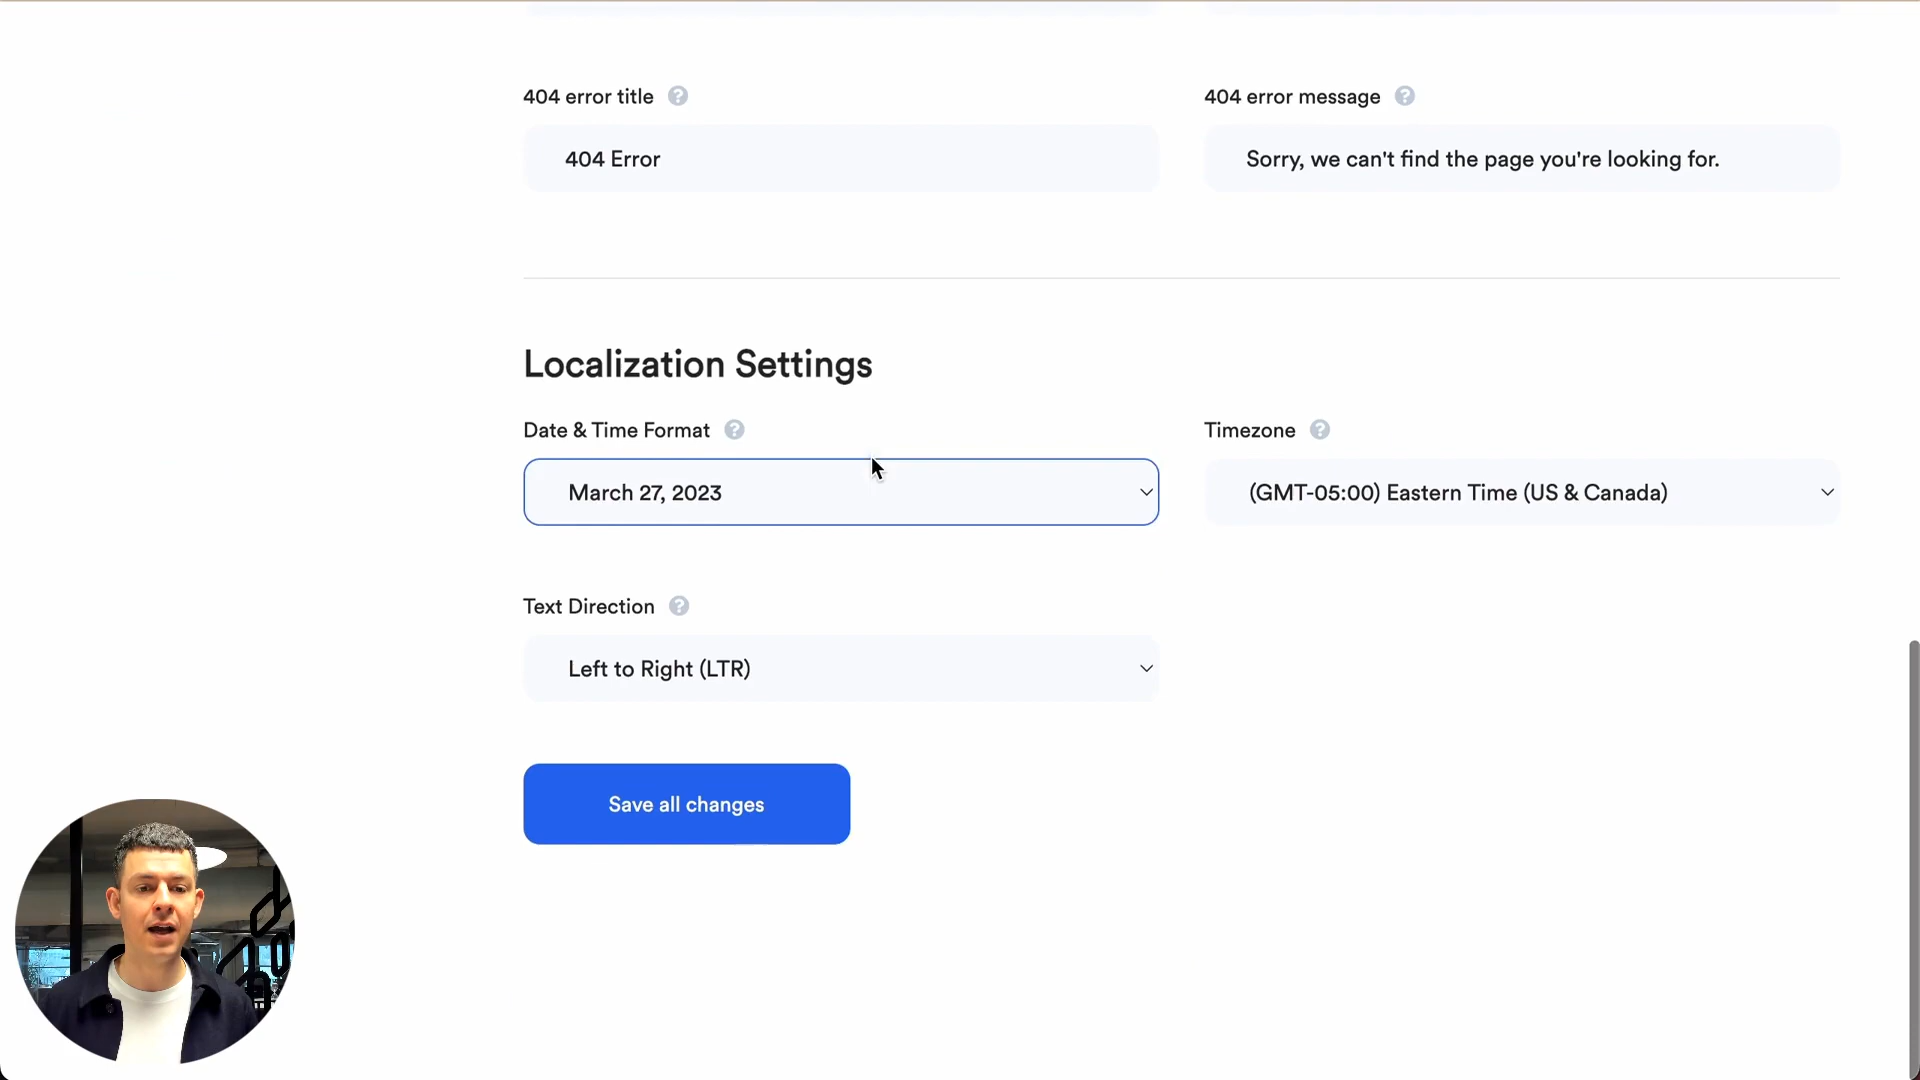 404 error title
404 error message
404 Error
Sorry, we can't find the page you're looking for.
Localization Settings
Date & Time Format
Timezone
March 27, 2023
(GMT-05:00) Eastern Time (US & Canada)
Text Direction
Left to Right (LTR)
Save all changes